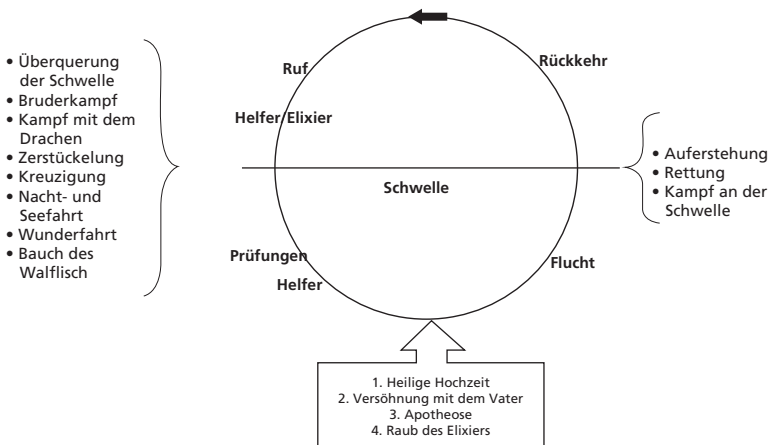 • Überquerung
der Schwelle
• Bruderkampf
• Kampf mit dem
Drachen
• Zerstückelung
• Kreuzigung
• Nacht- und
Seefahrt
• Wunderfahrt
• Bauch des
Walflisch
Ruf
Helfer Elixier
Rückkehr
Schwelle
• Auferstehung
• Rettung
• Kampf an der
Schwelle
Prüfungen
Helfer
Flucht
1. Heilige Hochzeit
2. Versöhnung mit dem Vater
3. Apotheose
4. Raub des Elixiers